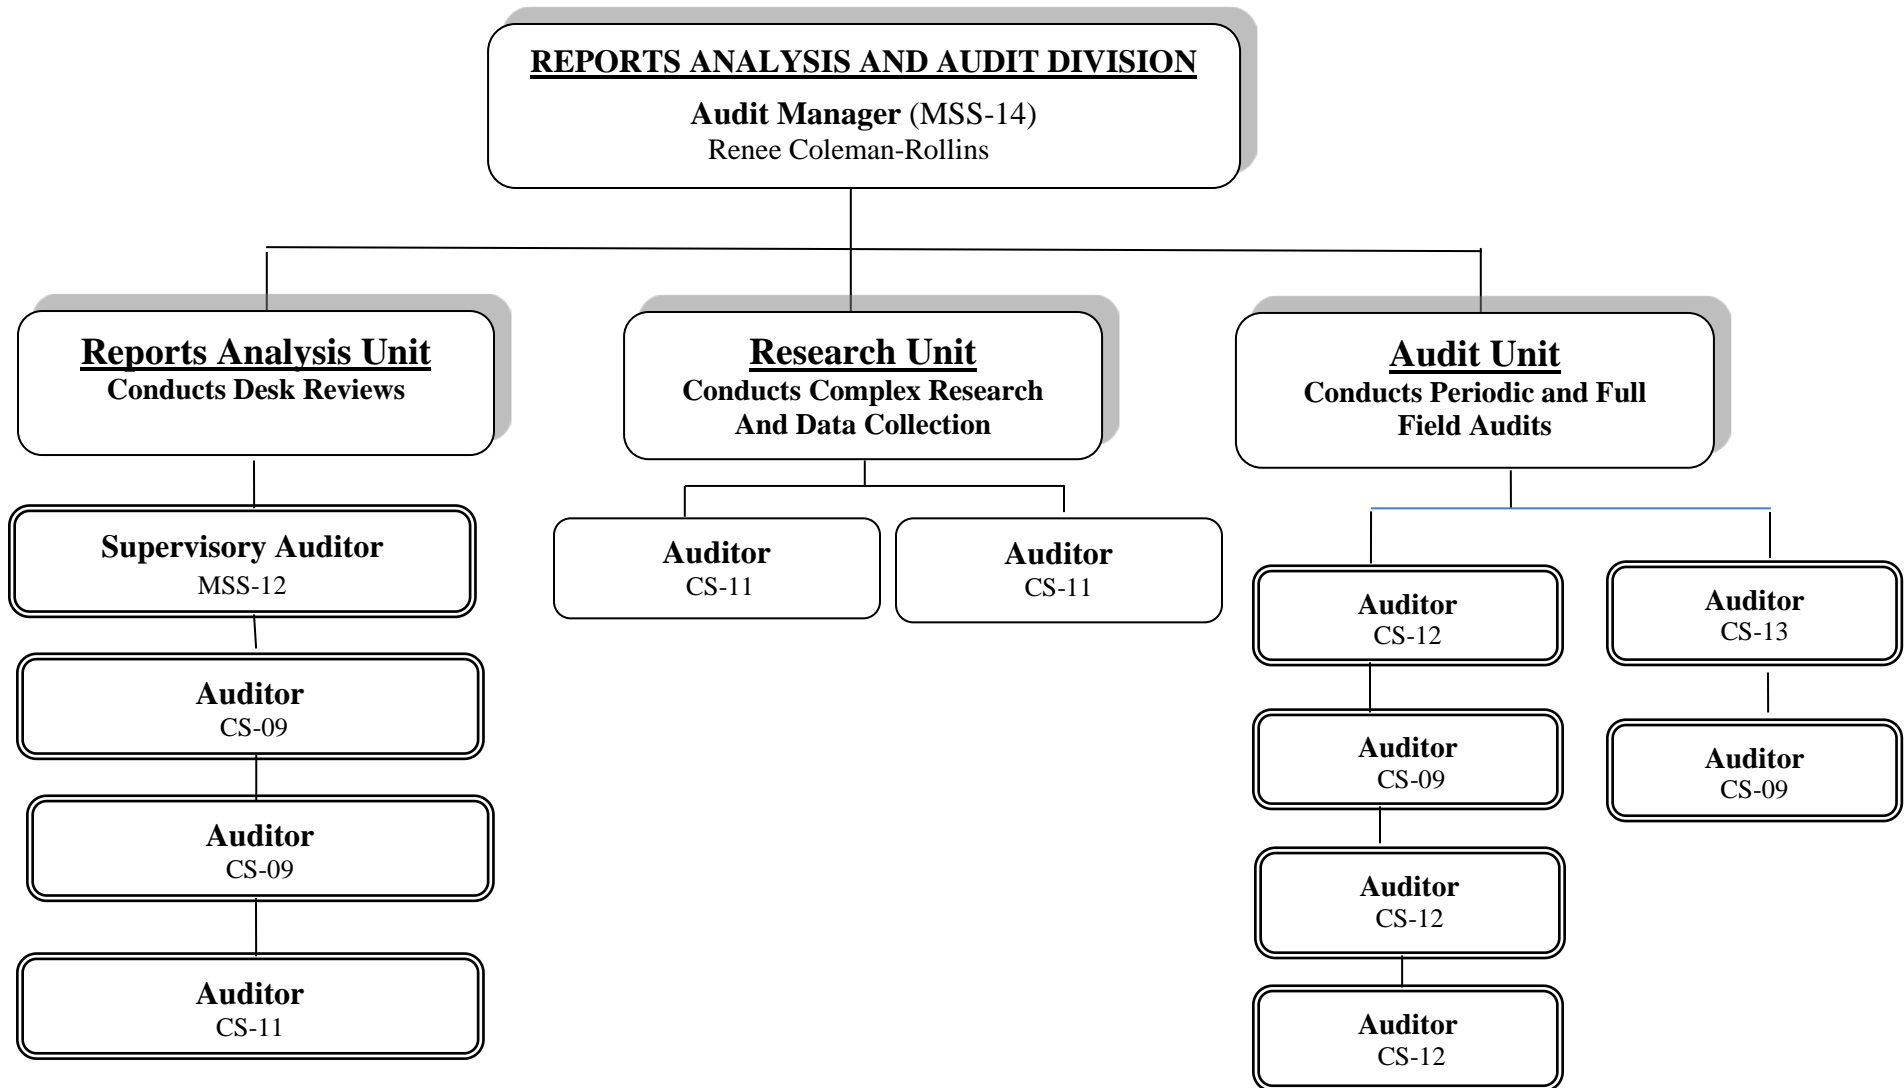 REPORTS ANALYSIS AND AUDIT DIVISION
Audit Manager (MSS-14)
Renee Coleman-Rollins
Reports Analysis Unit
Conducts Desk Reviews
Research Unit
Conducts Complex Research
And Data Collection
Audit Unit
Conducts Periodic and Full
Field Audits
Supervisory Auditor
MSS-12
Auditor
CS-09
Auditor
CS-09
Auditor
CS-11
Auditor
CS-11
Auditor
CS-11
Auditor
CS-12
Auditor
CS-09
Auditor
CS-12
Auditor
CS-12
Auditor
CS-13
Auditor
CS-09